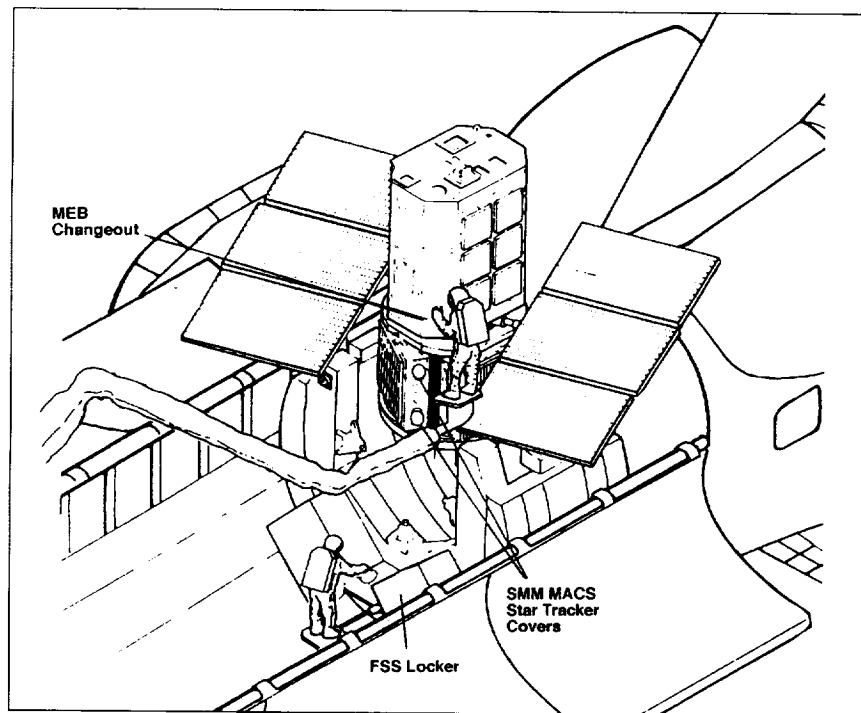 MEB
Changeout
SMM MACS
Star Tracker
Covers
FSS Locker